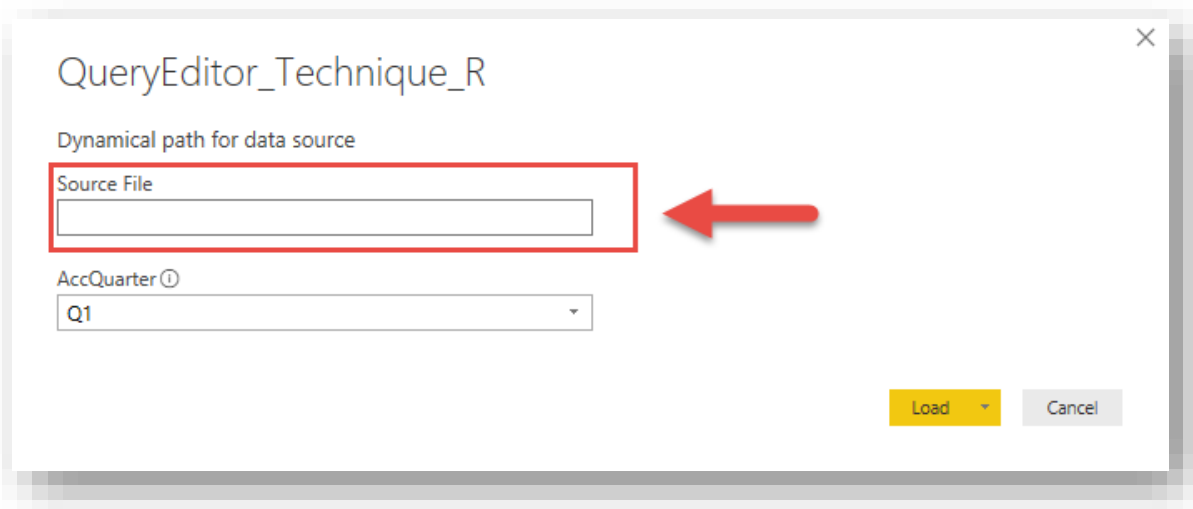 QueryEditor_Technique_R
Dynamical path for data source
Source File
AccQuarter
Q1
Load
Cancel